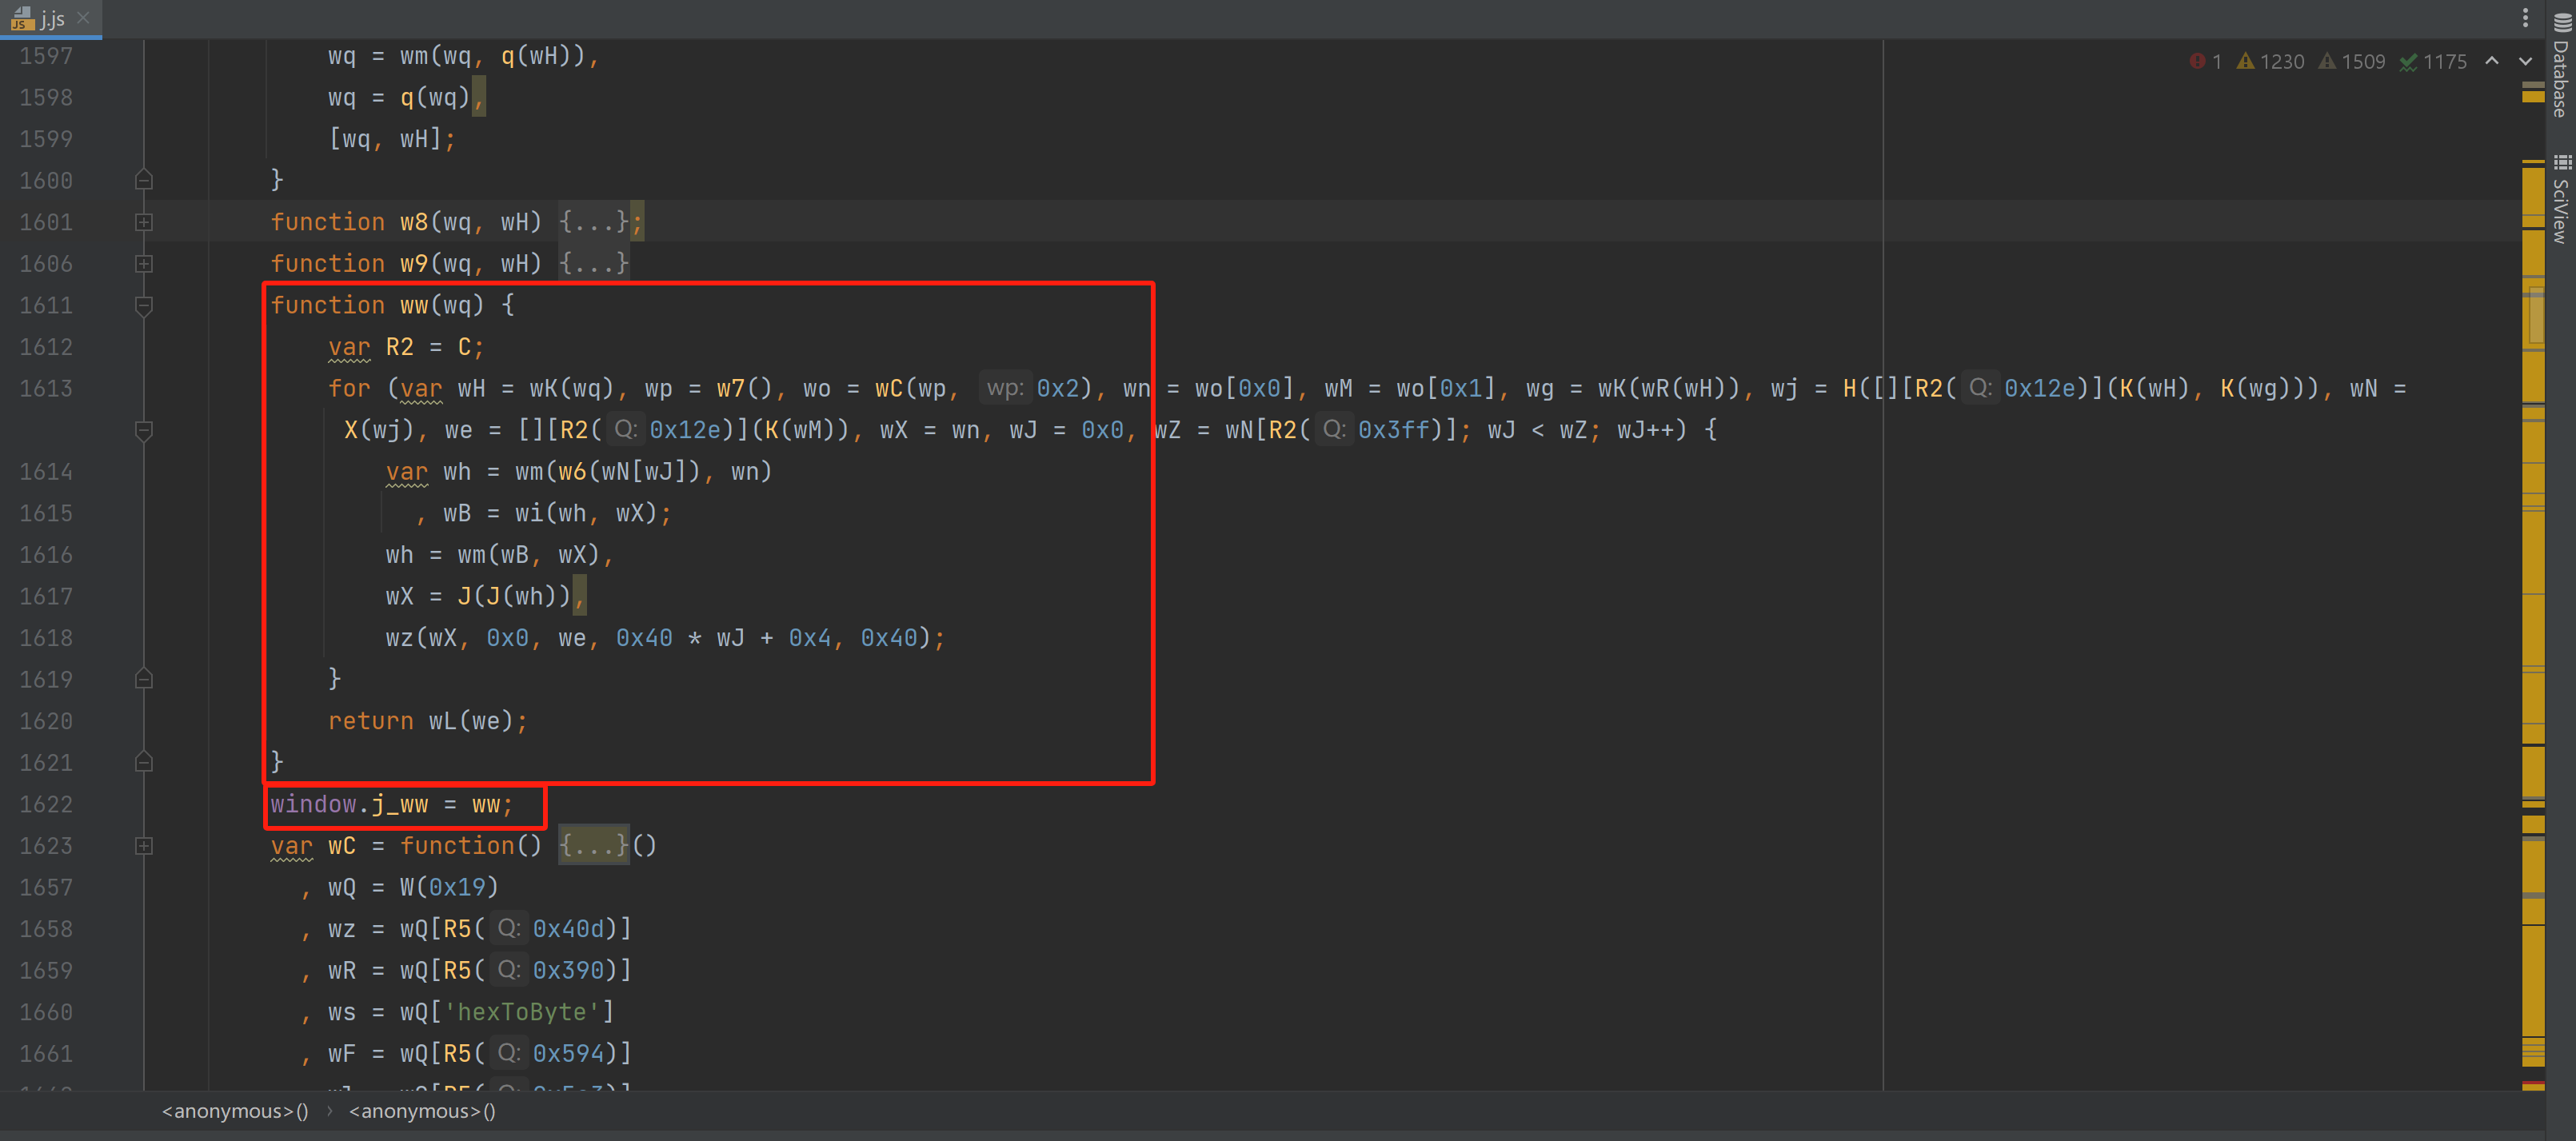 JS j.js
1 1230 1509 1175
Database
SciView
1597 wq = wm(wq, q(wH)),
1598 wq = q(wq),
1599 [wq, wH];
1600 }
1601 function w8(wq, wH) {...};
1606 function w9(wq, wH) {...}
1611 function ww(wq) {
1612 var R2 = C;
1613 for (var wH = wK(wq), wp = w7(), wo = wC(wp, wp: 0x2), wn = wo[0x0], wM = wo[0x1], wg = wK(wR(wH)), wj = H([][R2( Q: 0x12e)](K(wH), K(wg))), wN =
X(wj), we = [][R2( Q: 0x12e)](K(wM)), wX = wn, wJ = 0x0, wZ = wN[R2( Q: 0x3ff)]; wJ < wZ; wJ++) {
1614 var wh = wm(w6(wN[wJ]), wn)
1615 , wB = wi(wh, wX);
1616 wh = wm(wB, wX),
1617 wX = J(J(wh)),
1618 wz(wX, 0x0, we, 0x40 * wJ + 0x4, 0x40);
1619 }
1620 return wL(we);
1621 }
1622 window.j_ww = ww;
1623 var wC = function() {...}()
1657 , wQ = W(0x19)
1658 , wz = wQ[R5( Q: 0x40d)]
1659 , wR = wQ[R5( Q: 0x390)]
1660 , ws = wQ['hexToByte']
1661 , wF = wQ[R5( Q: 0x594)]
<anonymous>() › <anonymous>()